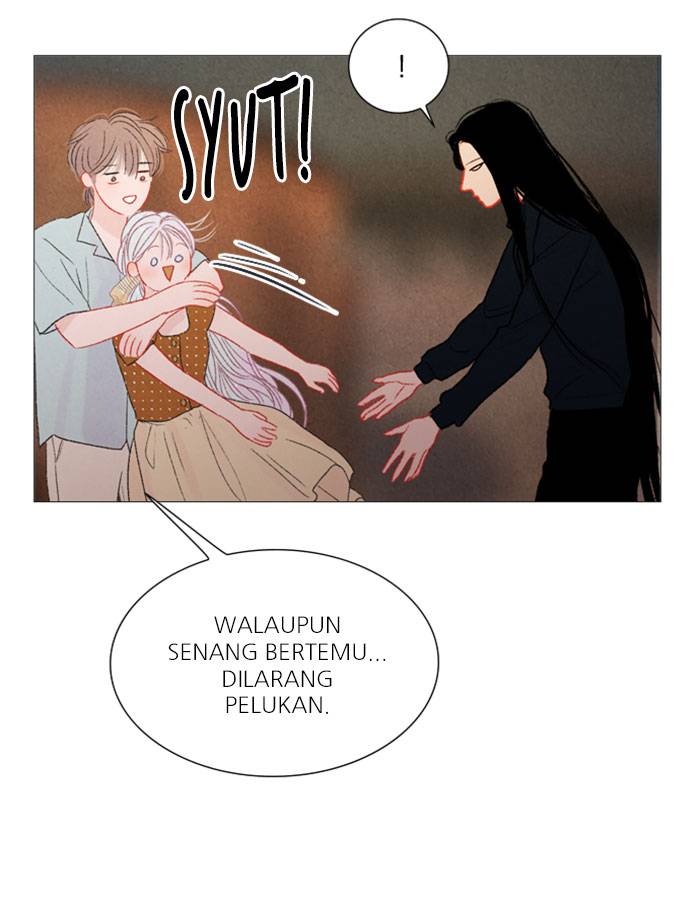 !
SYUT!
WALAUPUN
SENANG BERTEMU...
DILARANG
PELUKAN.